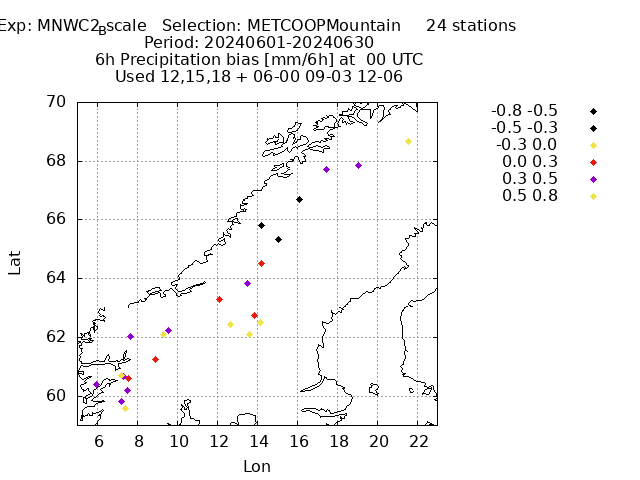 Exp: MNWC2_Bscale Selection: METCOOPMountain 24 stations
Period: 20240601-20240630
6h Precipitation bias [mm/6h] at 00 UTC
Used 12,15,18 + 06-00 09-03 12-06
-0.8 -0.5
-0.5 -0.3
-0.3 0.0
0.0 0.3
0.3 0.5
0.5 0.8
70
68
66
64
62
60
Lat
6 8 10 12 14 16 18 20 22
Lon